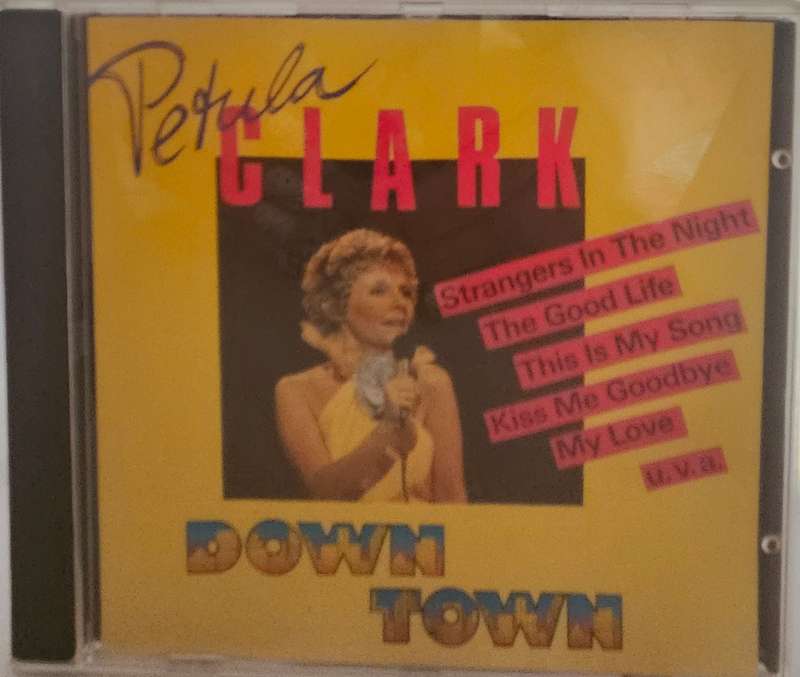 Petula
CLARK
Strangers In The Night
The Good Life
This Is My Song
Kiss Me Goodbye
My Love
u.v.a.
DOWN
TOWN